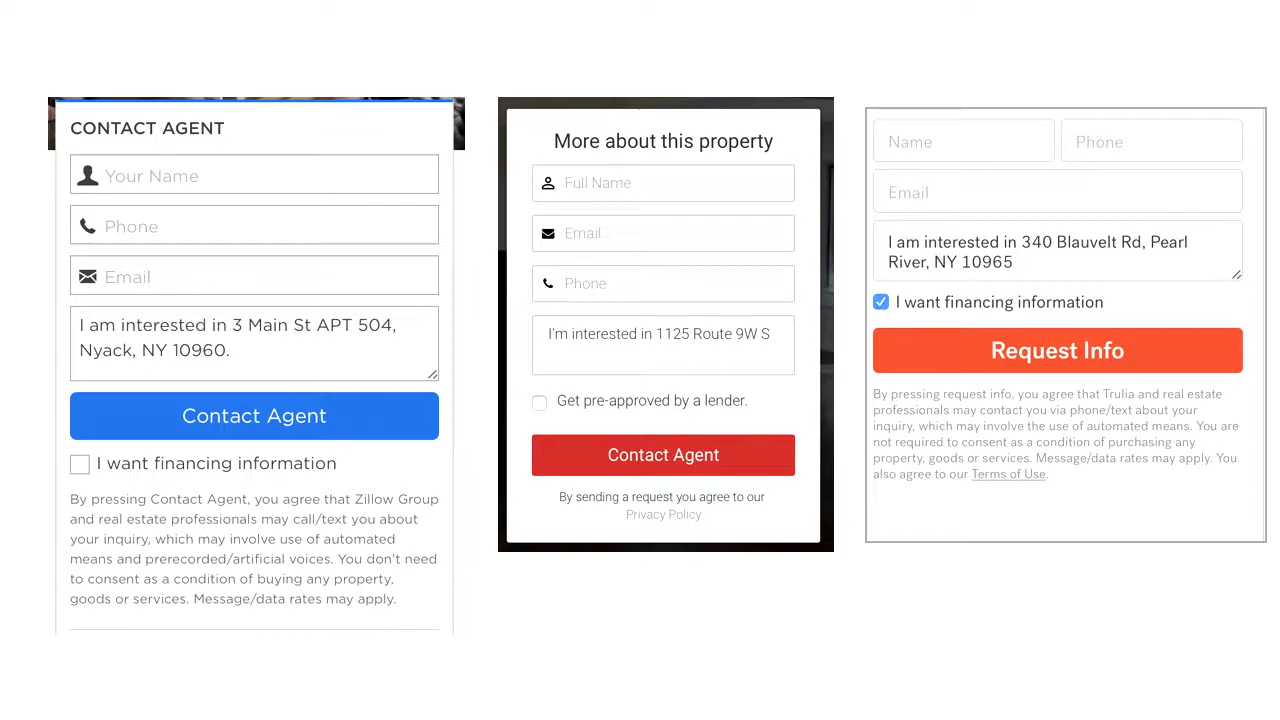 CONTACT AGENT
Your Name
Phone
Email
I am interested in 3 Main St APT 504,
Nyack, NY 10960.
Contact Agent
I want financing information
By pressing Contact Agent, you agree that Zillow Group
and real estate professionals may call/text you about
your inquiry, which may involve use of automated
means and prerecorded/artificial voices. You don't need
to consent as a condition of buying any property,
goods or services. Message/data rates may apply.
More about this property
Full Name
Email
Phone
I'm interested in 1125 Route 9W S
Get pre-approved by a lender.
Contact Agent
By sending a request you agree to our
Privacy Policy
Name
Phone
Email
I am interested in 340 Blauvelt Rd, Pearl
River, NY 10965
I want financing information
Request Info
By pressing request info, you agree that Trulia and real estate
professionals may contact you via phone/text about your
inquiry, which may involve the use of automated means. You are
not required to consent as a condition of purchasing any
property, goods or services. Message/data rates may apply. You
also agree to our Terms of Use.